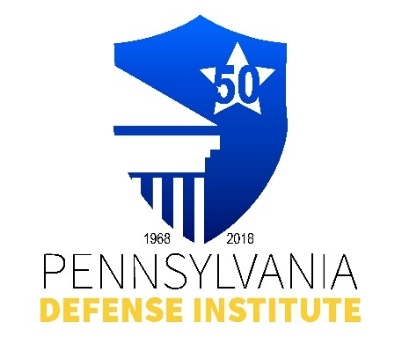 50
1968 2018
PENNSYLVANIA
DEFENSE INSTITUTE